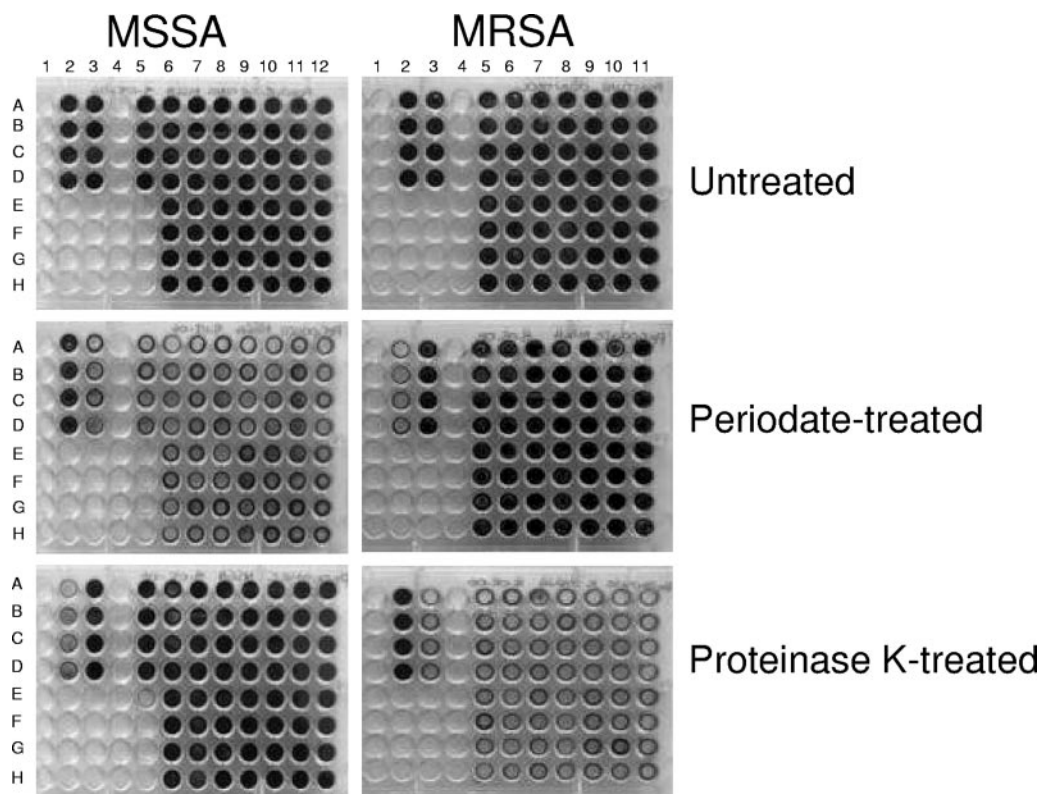 MSSA
MRSA
1 2 3 4 5 6 7 8 9 10 11 12
1 2 3 4 5 6 7 8 9 10 11
A
B
C
D
E
F
G
H
Untreated
A
B
C
D
E
F
G
H
Periodate-treated
A
B
C
D
E
F
G
H
Proteinase K-treated